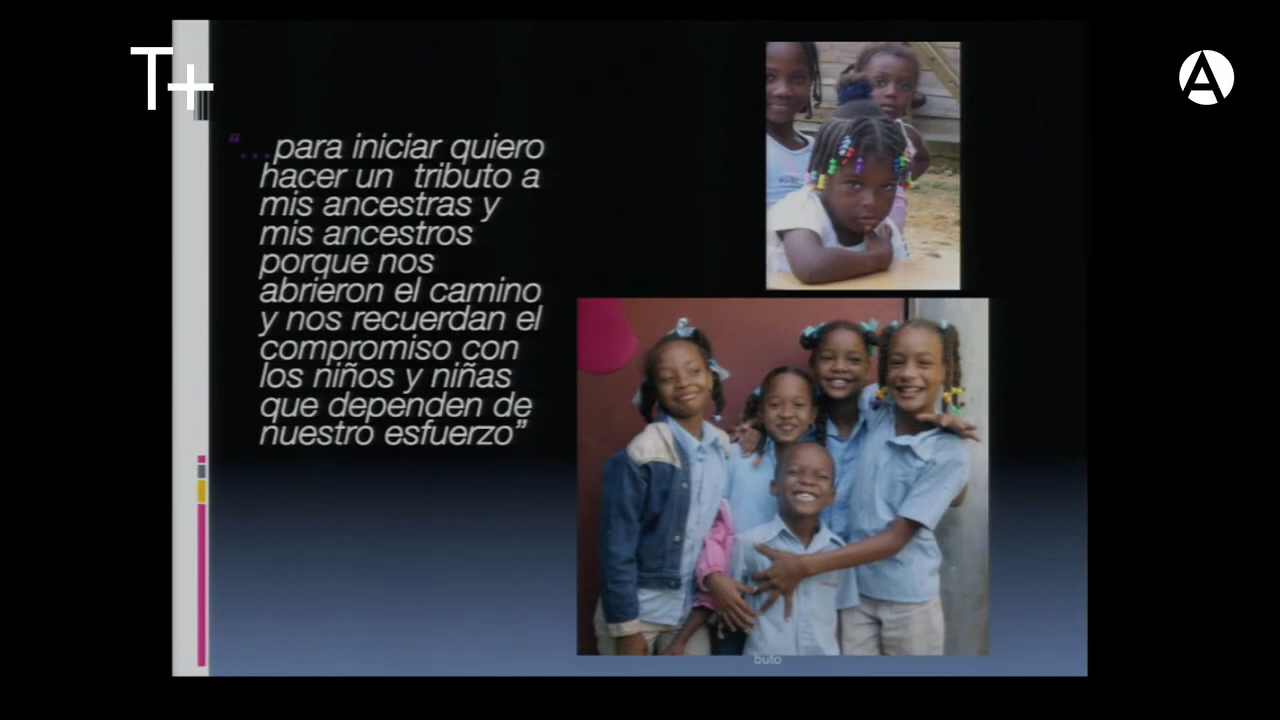 T+
A
“...para iniciar quiero
hacer un tributo a
mis ancestras y
mis ancestros
porque nos
abrieron el camino
y nos recuerdan el
compromiso con
los niños y niñas
que dependen de
nuestro esfuerzo”
buto